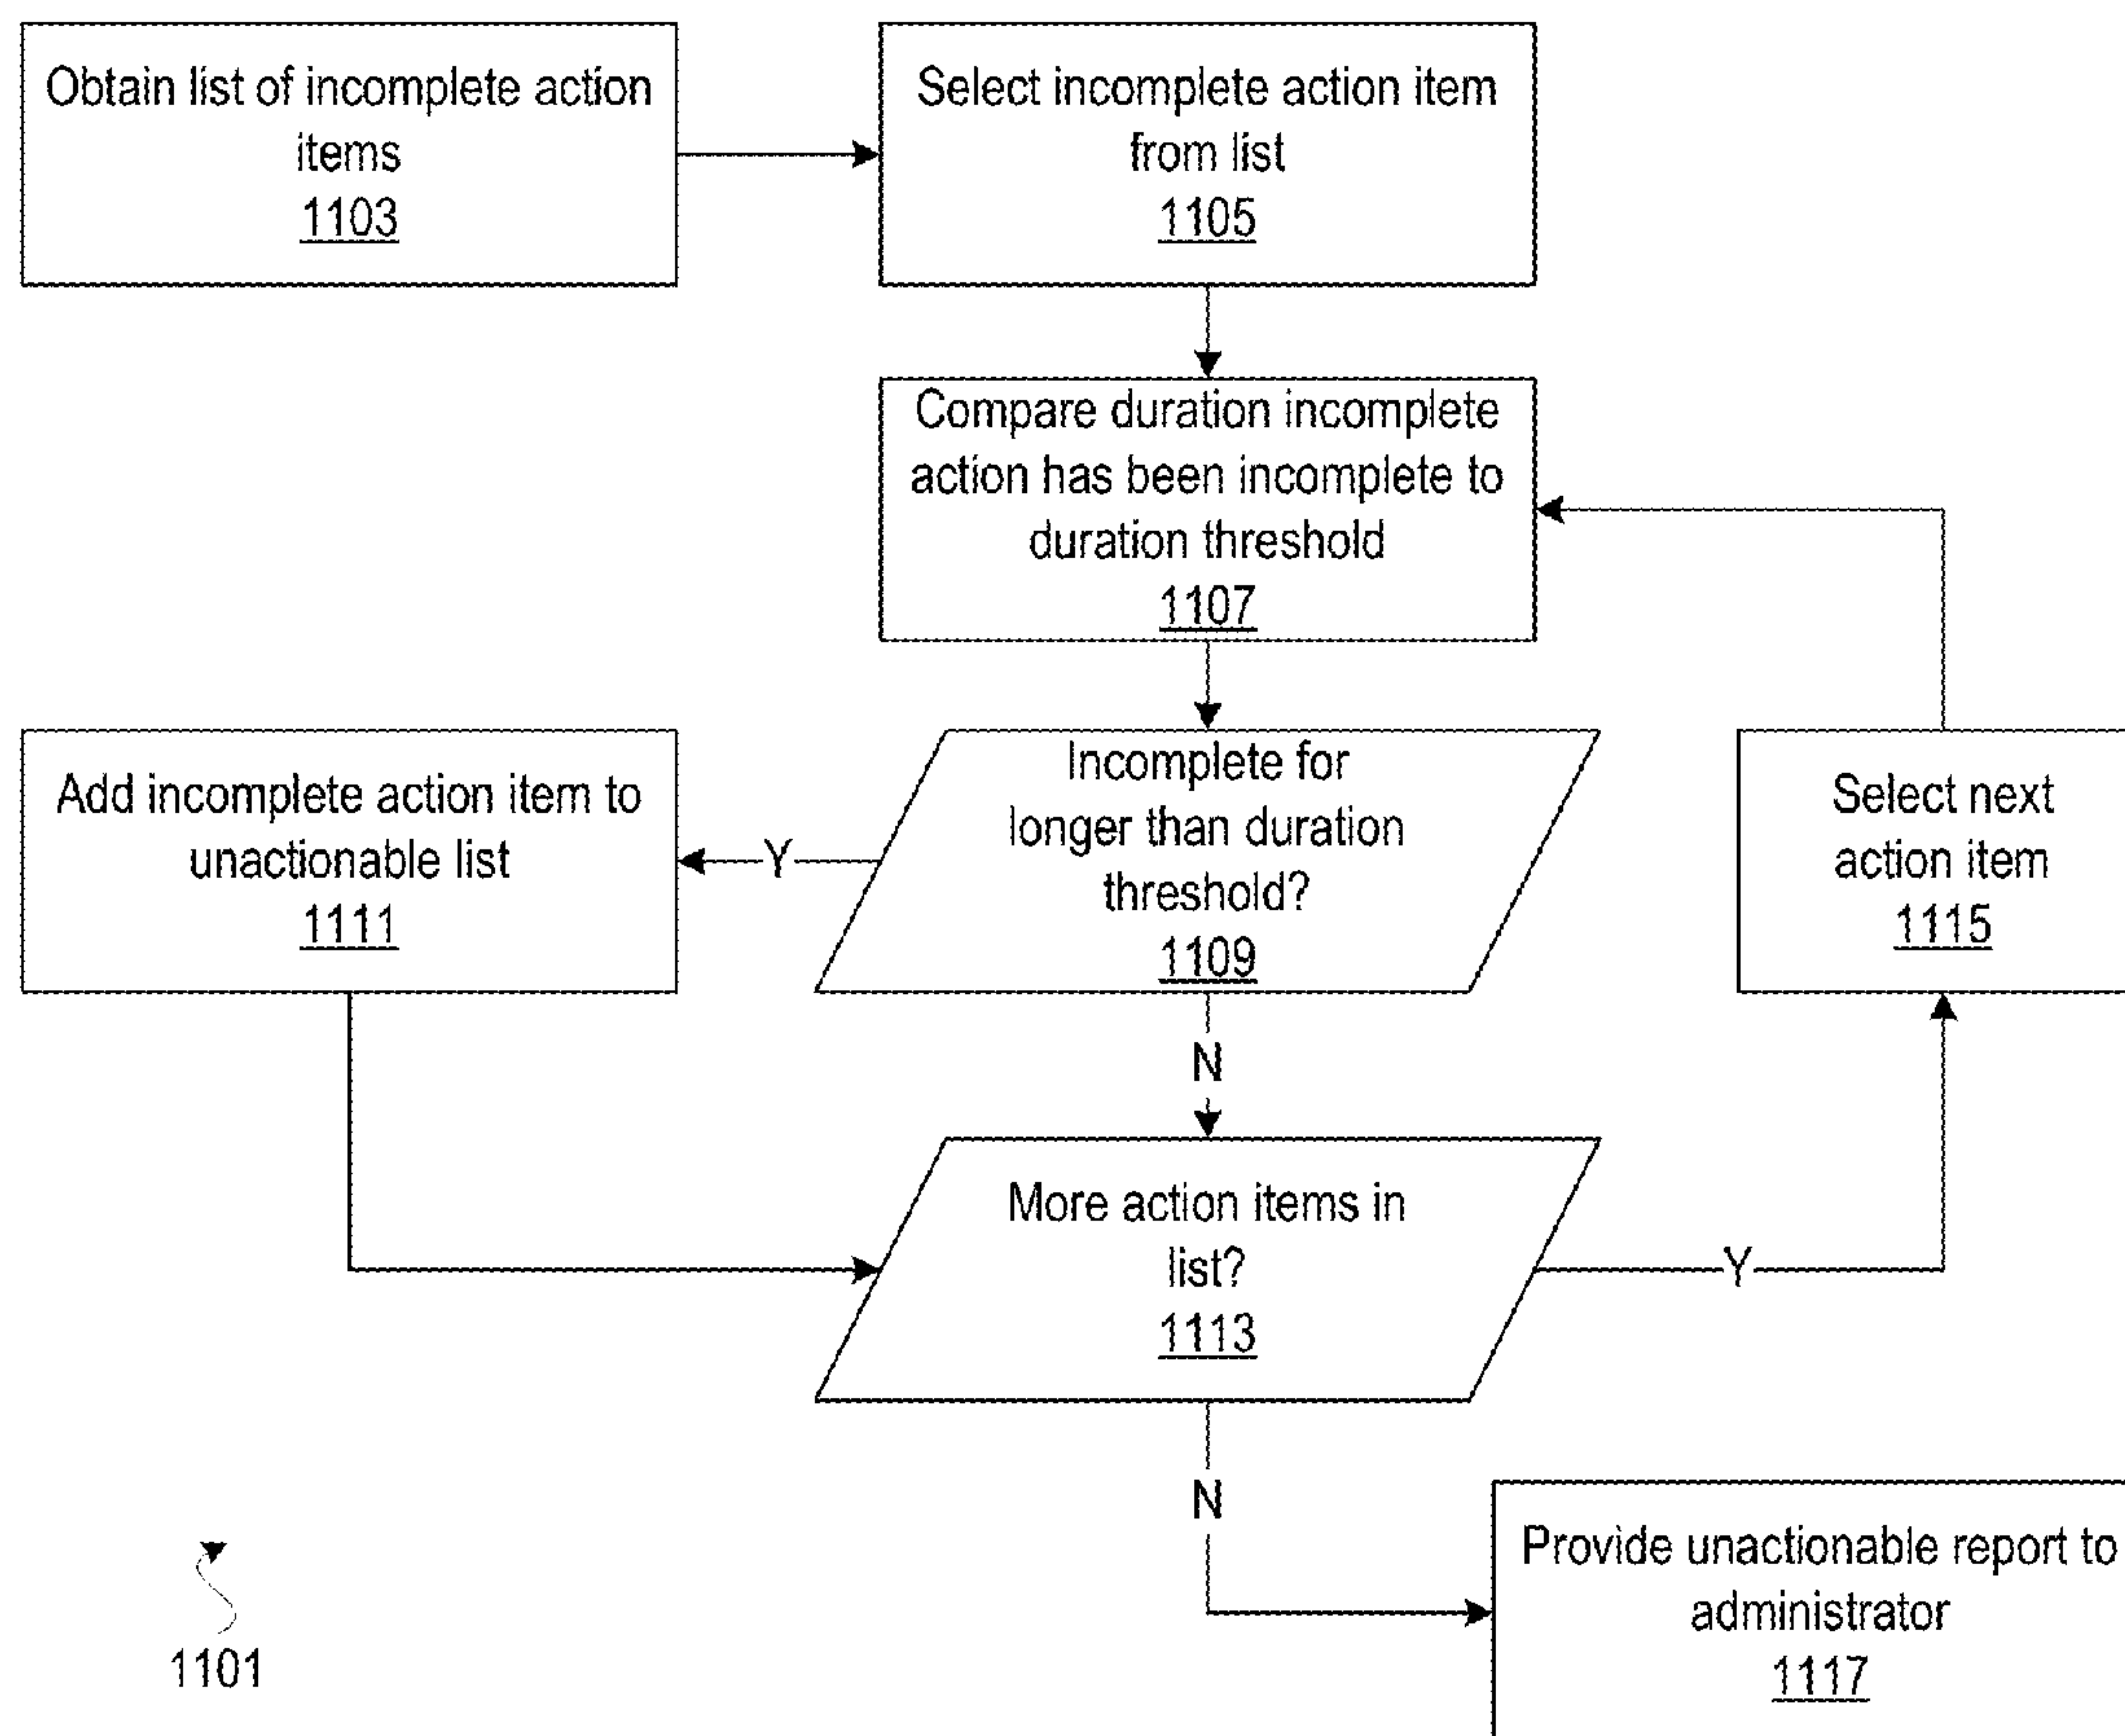 Obtain list of incomplete action
items
1103
Select incomplete action item
from list
1105
Compare duration incomplete
action has been incomplete to
duration threshold
1107
Incomplete for
longer than duration
threshold?
1109
Y
Add incomplete action item to
unactionable list
1111
Select next
action item
1115
N
More action items in
list?
1113
Y
N
Provide unactionable report to
administrator
1117
1101